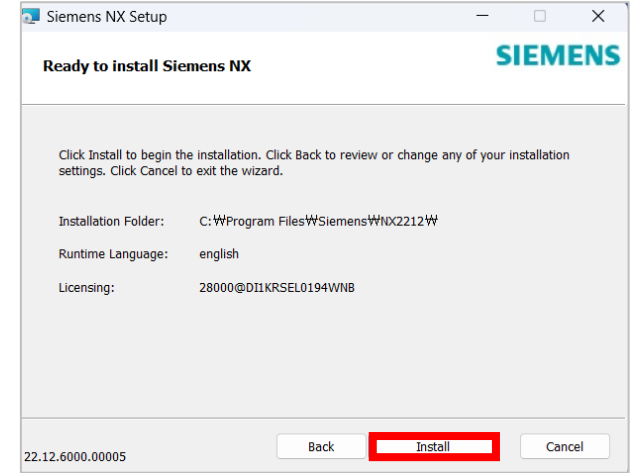 Siemens NX Setup
SIEMENS
Ready to install Siemens NX
Click Install to begin the installation. Click Back to review or change any of your installation
settings. Click Cancel to exit the wizard.
Installation Folder: C:₩Program Files₩Siemens₩NX2212₩
Runtime Language: english
Licensing: 28000@DI1KRSEL0194WNB
Back Install Cancel
22.12.6000.00005